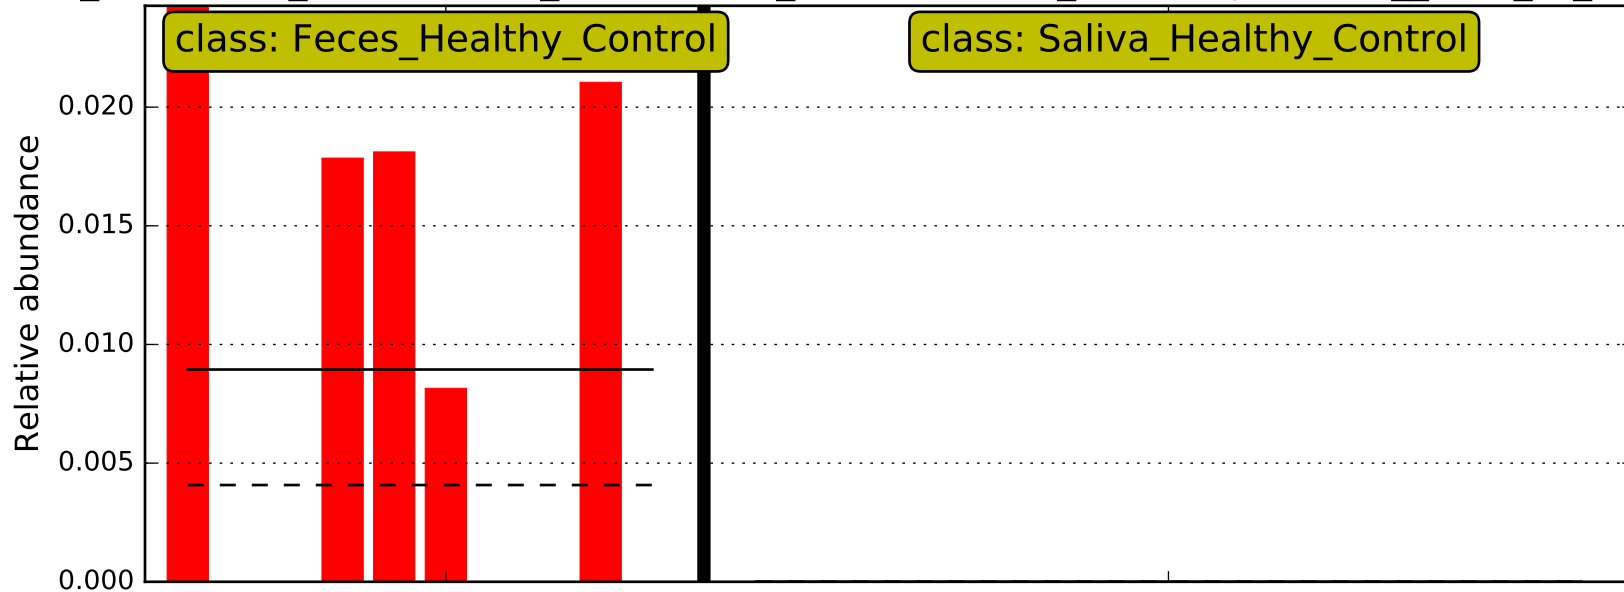 class: Feces_Healthy_Control
class: Saliva_Healthy_Control
0.020
0.015
0.010
0.005
0.000
Relative abundance